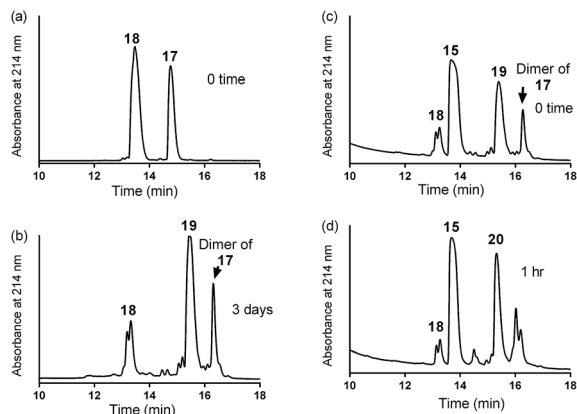 (a)
18
17
0 time
Absorbance at 214 nm
10 12 14 16 18
Time (min)
(b)
19
Dimer of
17
18
3 days
Absorbance at 214 nm
10 12 14 16 18
Time (min)
(c)
15
19
Dimer of
17
18
0 time
Absorbance at 214 nm
10 12 14 16 18
Time (min)
(d)
15
20
1 hr
18
Absorbance at 214 nm
10 12 14 16 18
Time (min)